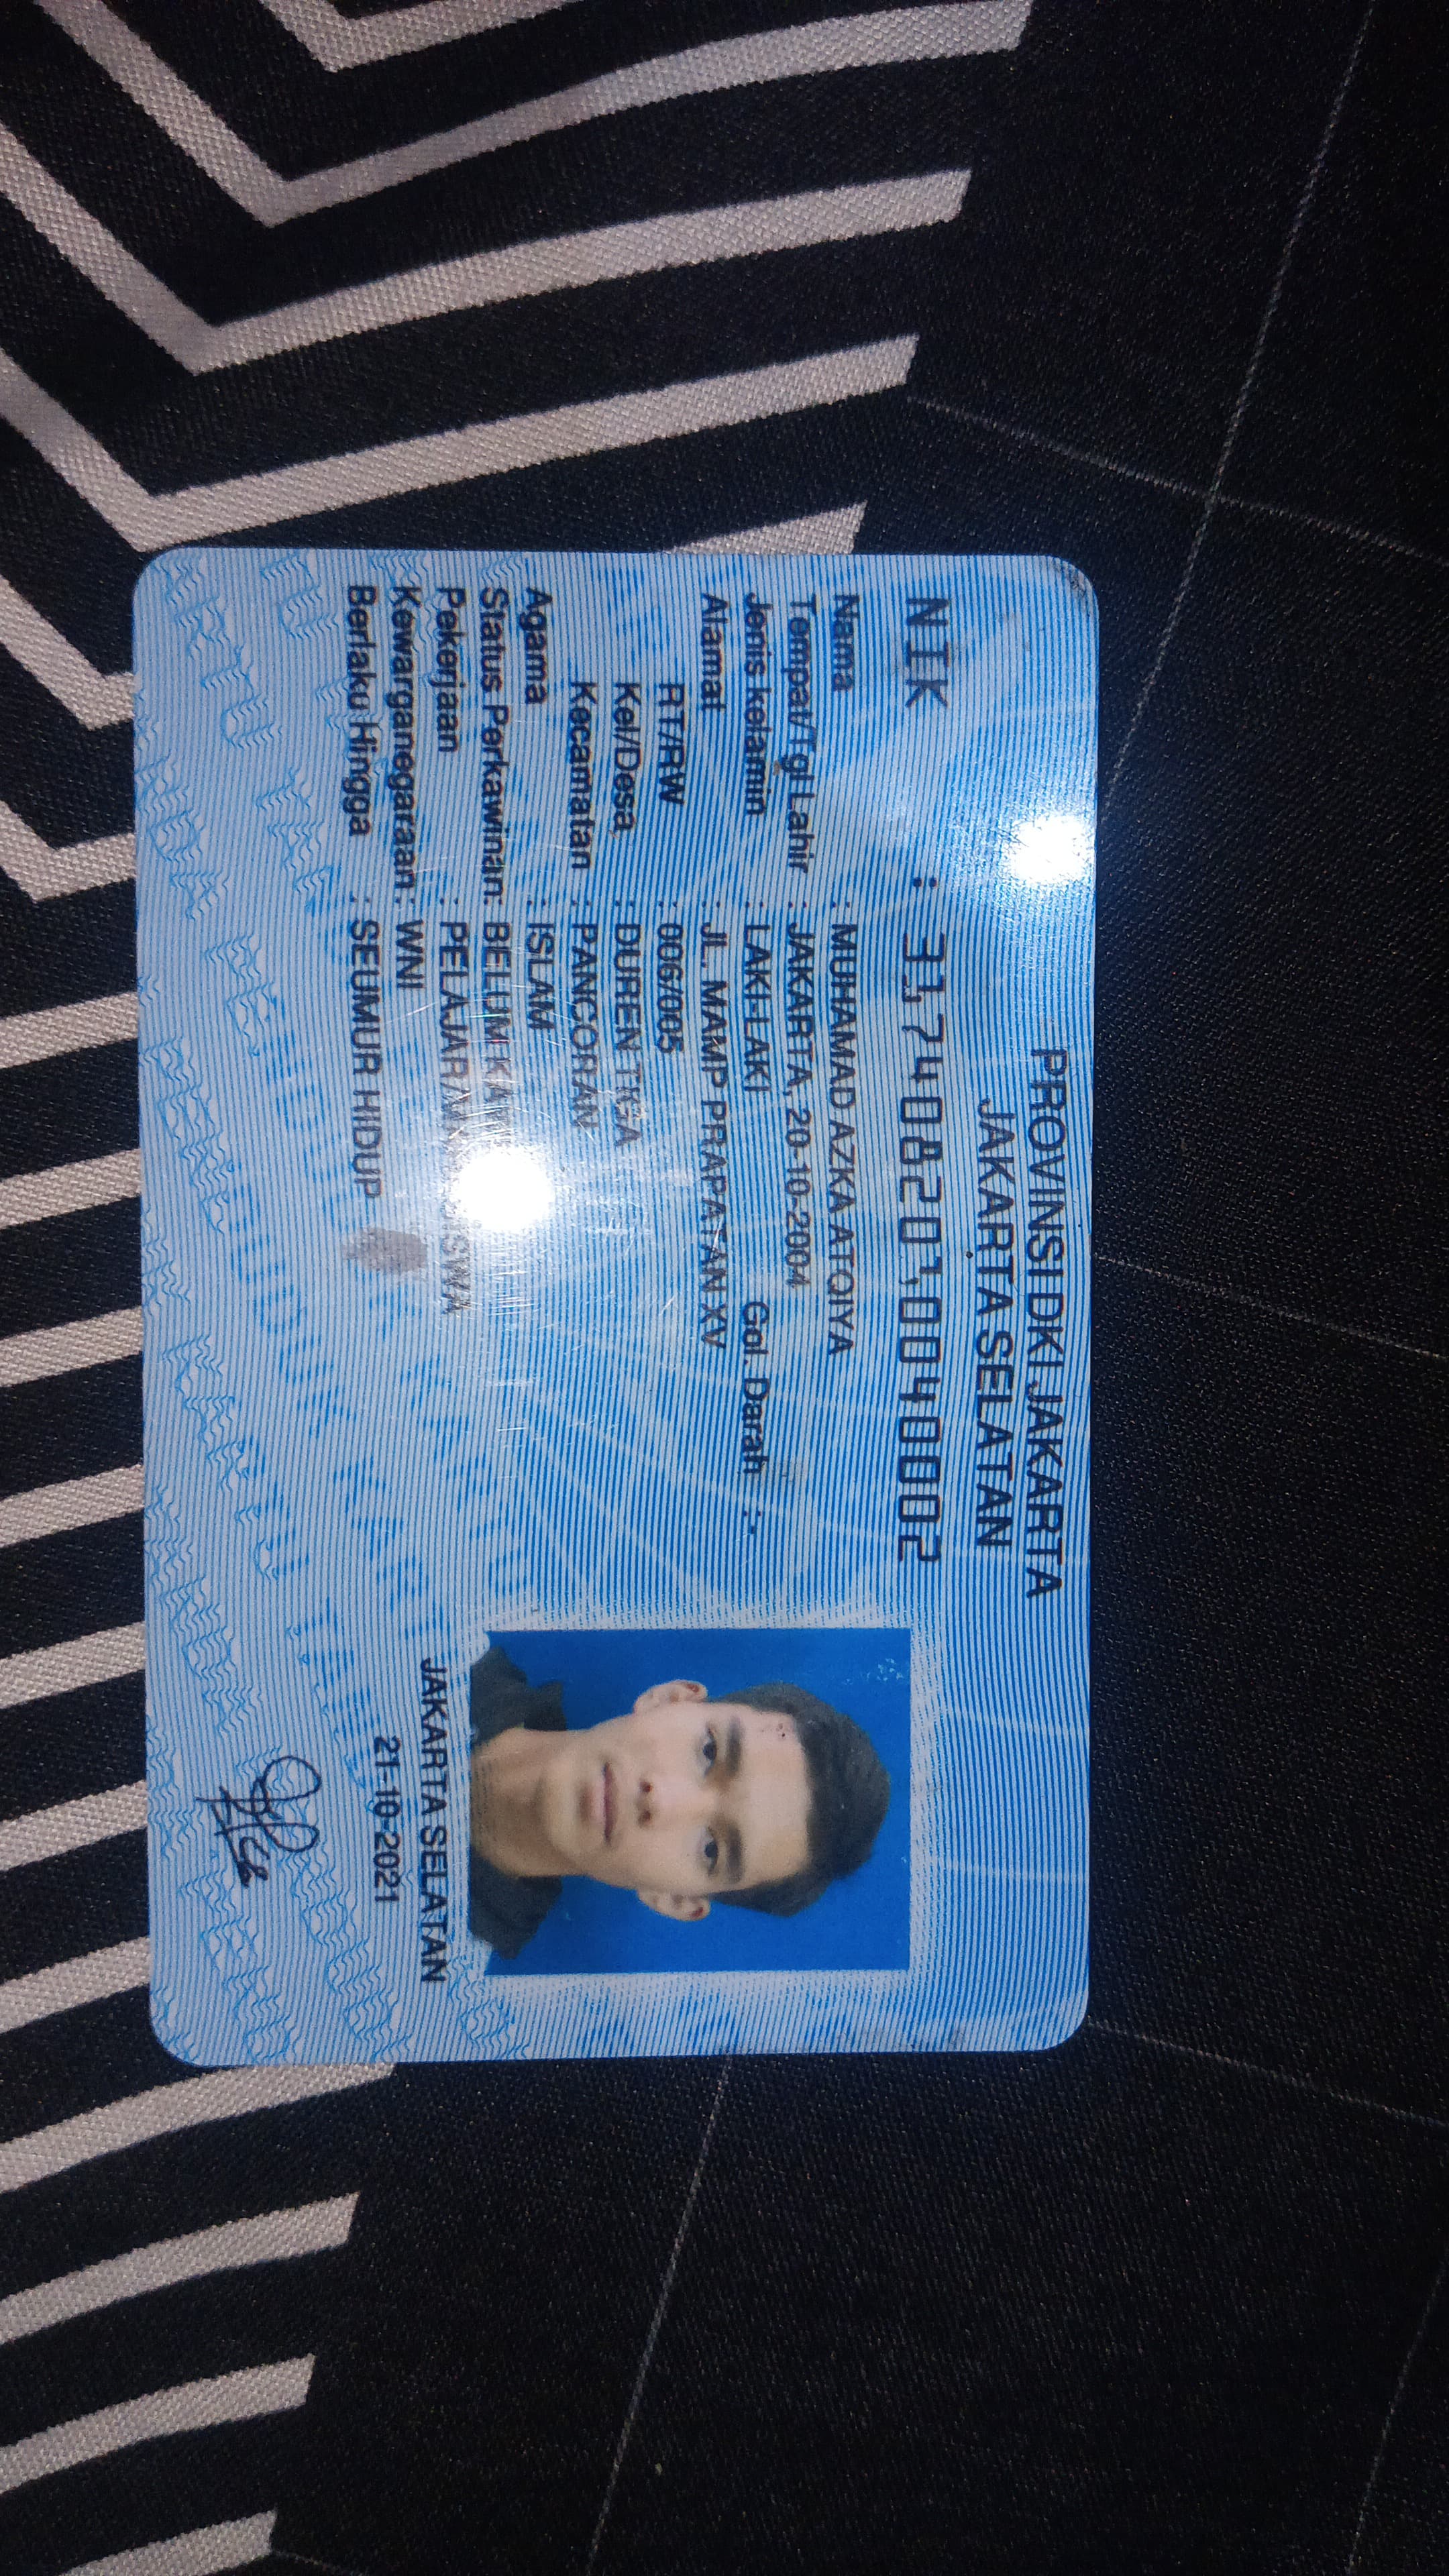 PROVINSI DKI JAKARTA
JAKARTA SELATAN
NIK : 3174082010040002
Nama : MUHAMAD AZKA ATQIYA
Tempat/Tgl Lahir : JAKARTA, 20-10-2004
Jenis kelamin : LAKI-LAKI Gol. Darah :-
Alamat : JL. MAMP PRAPATAN XV
RT/RW : 006/005
Kel/Desa : DUREN TIGA
Kecamatan : PANCORAN
Agama : ISLAM
Status Perkawinan: BELUM
Pekerjaan : PELAJAR/
Kewarganegaraan: WNI
Berlaku Hingga : SEUMUR HIDUP
JAKARTA SELATAN
21-10-2021